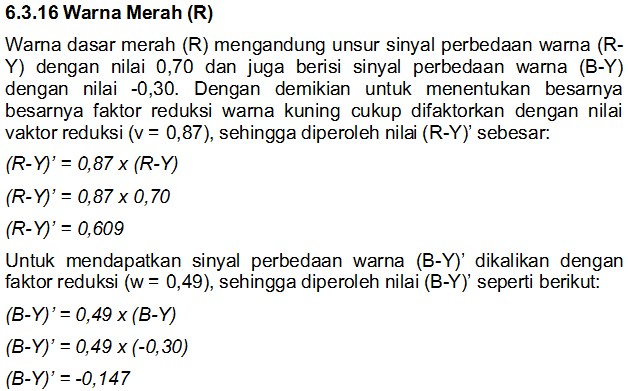 6.3.16 Warna Merah (R)
Warna dasar merah (R) mengandung unsur sinyal perbedaan warna (R-
Y) dengan nilai 0,70 dan juga berisi sinyal perbedaan warna (B-Y)
dengan nilai -0,30. Dengan demikian untuk menentukan besarnya
besarnya faktor reduksi warna kuning cukup difaktorkan dengan nilai
vaktor reduksi (v = 0,87), sehingga diperoleh nilai (R-Y)’ sebesar:
(R-Y)’ = 0,87 x (R-Y)
(R-Y)’ = 0,87 x 0,70
(R-Y)’ = 0,609
Untuk mendapatkan sinyal perbedaan warna (B-Y)’ dikalikan dengan
faktor reduksi (w = 0,49), sehingga diperoleh nilai (B-Y)’ seperti berikut:
(B-Y)’ = 0,49 x (B-Y)
(B-Y)’ = 0,49 x (-0,30)
(B-Y)’ = -0,147